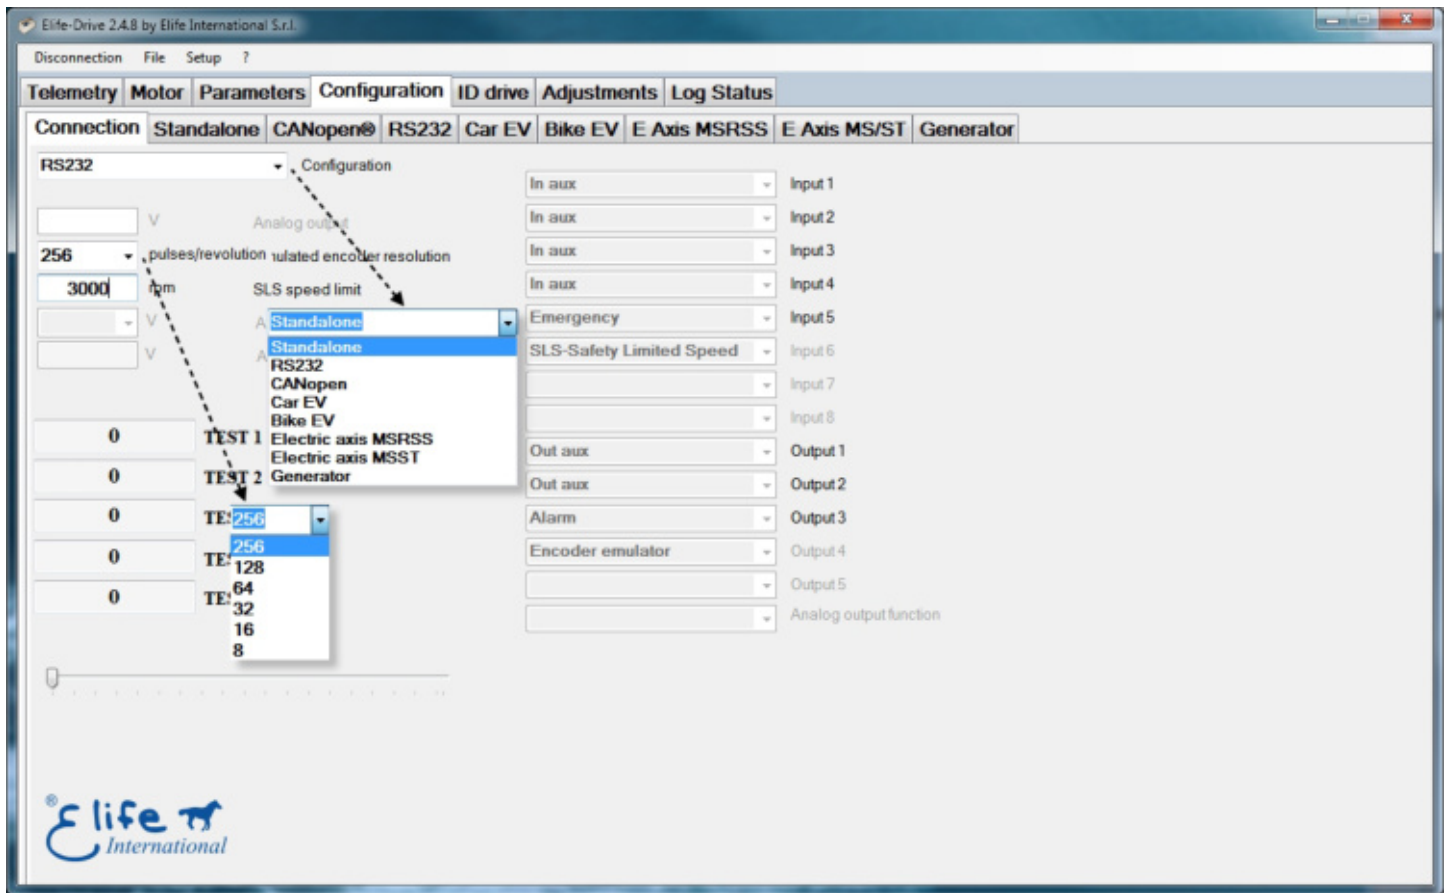 Elife-Drive 2.4.8 by Elife International S.r.l.
Disconnection File Setup ?
Telemetry Motor Parameters Configuration ID drive Adjustments Log Status
Connection Standalone CANopen® RS232 Car EV Bike EV E Axis MSRSS E Axis MS/ST Generator
RS232 Configuration
In aux Input 1
V Analog output
In aux Input 2
256 pulses/revolution ulated encoder resolution
In aux Input 3
3000 rpm SLS speed limit
In aux Input 4
V A Standalone
Emergency Input 5
V A Standalone
SLS-Safety Limited Speed Input 6
RS232
CANopen
Input 7
Car EV
Bike EV
Input 8
0 TEST 1 Electric axis MSRSS
Out aux Output 1
Electric axis MSST
0 TEST 2 Generator
Out aux Output 2
0 TES 256
Alarm Output 3
256
0 TE
Encoder emulator Output 4
128
64
Output 5
0 TE
32
Analog output function
16
8
® Elife
International